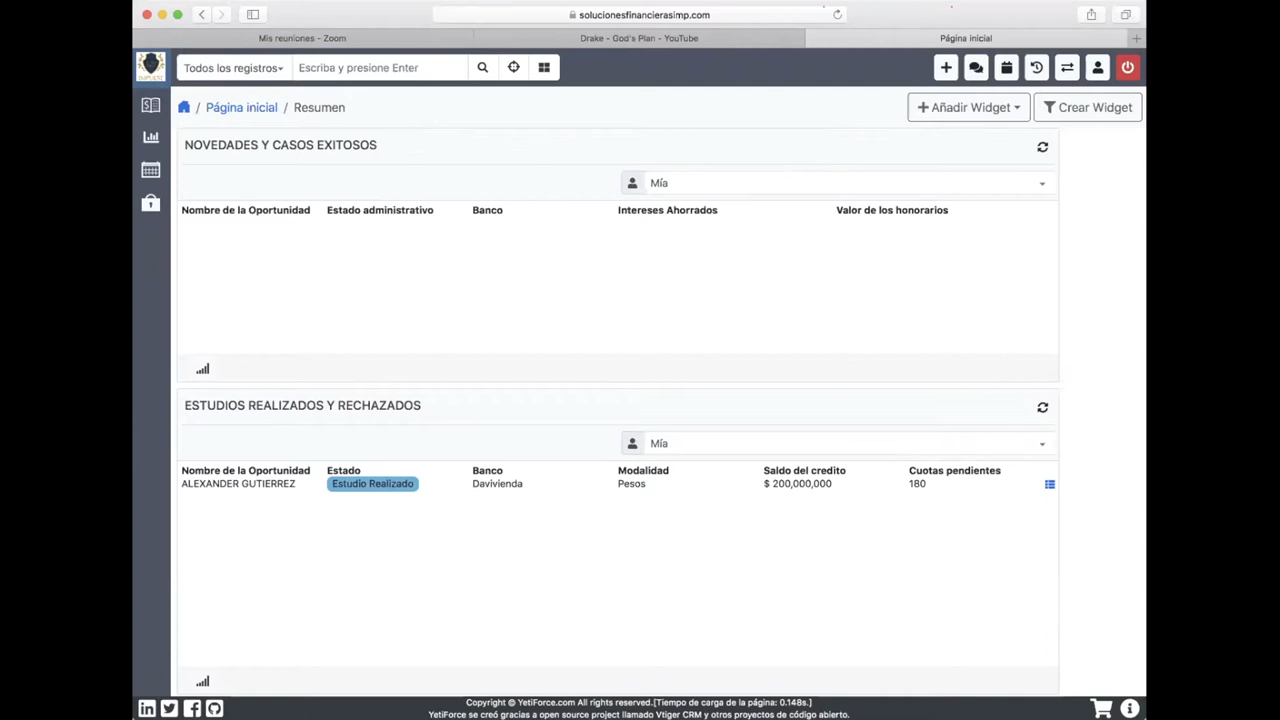 solucionesfinancierasimp.com
Mis reuniones - Zoom
Drake - God's Plan - YouTube
Página inicial
Todos los registros
Escriba y presione Enter
/ Página inicial / Resumen
Añadir Widget
Crear Widget
NOVEDADES Y CASOS EXITOSOS
Mía
Nombre de la Oportunidad Estado administrativo Banco Intereses Ahorrados Valor de los honorarios
ESTUDIOS REALIZADOS Y RECHAZADOS
Mía
Nombre de la Oportunidad Estado Banco Modalidad Saldo del credito Cuotas pendientes
ALEXANDER GUTIERREZ Estudio Realizado Davivienda Pesos $ 200,000,000 180
Copyright © YetiForce.com All rights reserved.[Tiempo de carga de la página: 0.148s.]
YetiForce se creó gracias a open source project llamado Vtiger CRM y otros proyectos de código abierto.